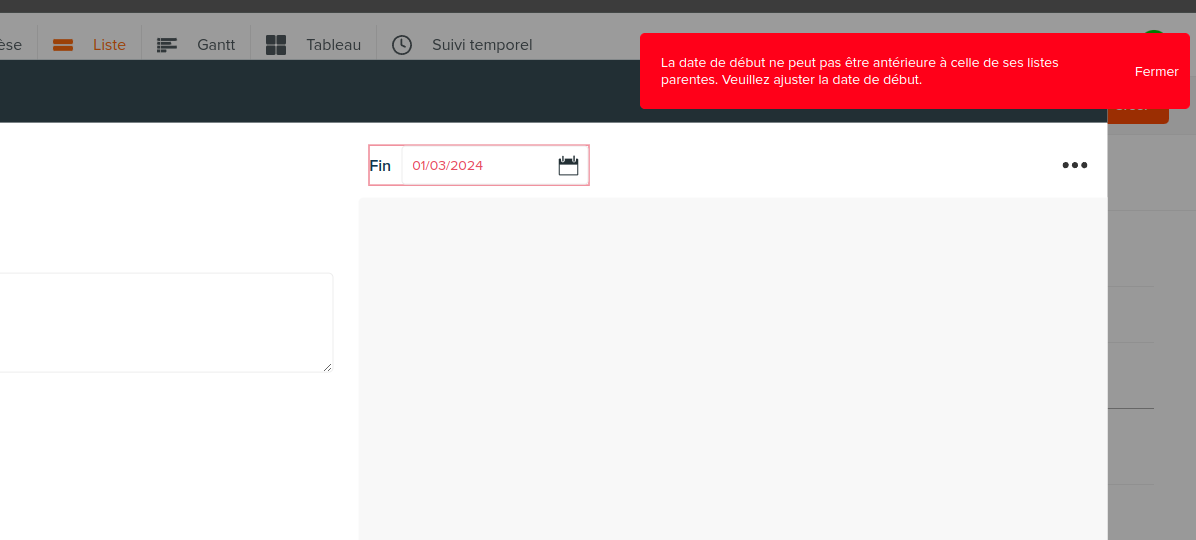 Liste
Gantt
Tableau
Suivi temporel
La date de début ne peut pas être antérieure à celle de ses listes
parentes. Veuillez ajuster la date de début.
Fermer
Fin
01/03/2024